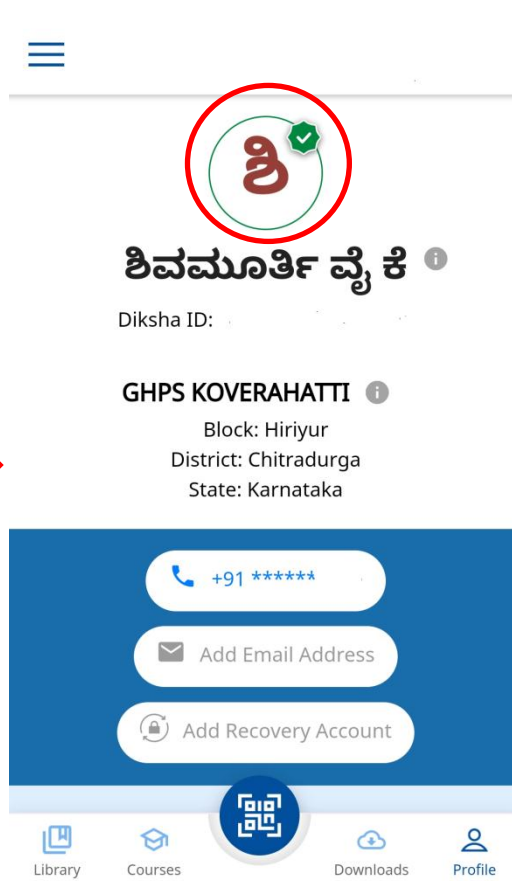 ಶಿ
ಶಿವಮೂರ್ತಿ ವೈ ಕೆ
Diksha ID:
GHPS KOVERAHATTI
Block: Hiriyur
District: Chitradurga
State: Karnataka
+91 ******
Add Email Address
Add Recovery Account
Library Courses Downloads Profile